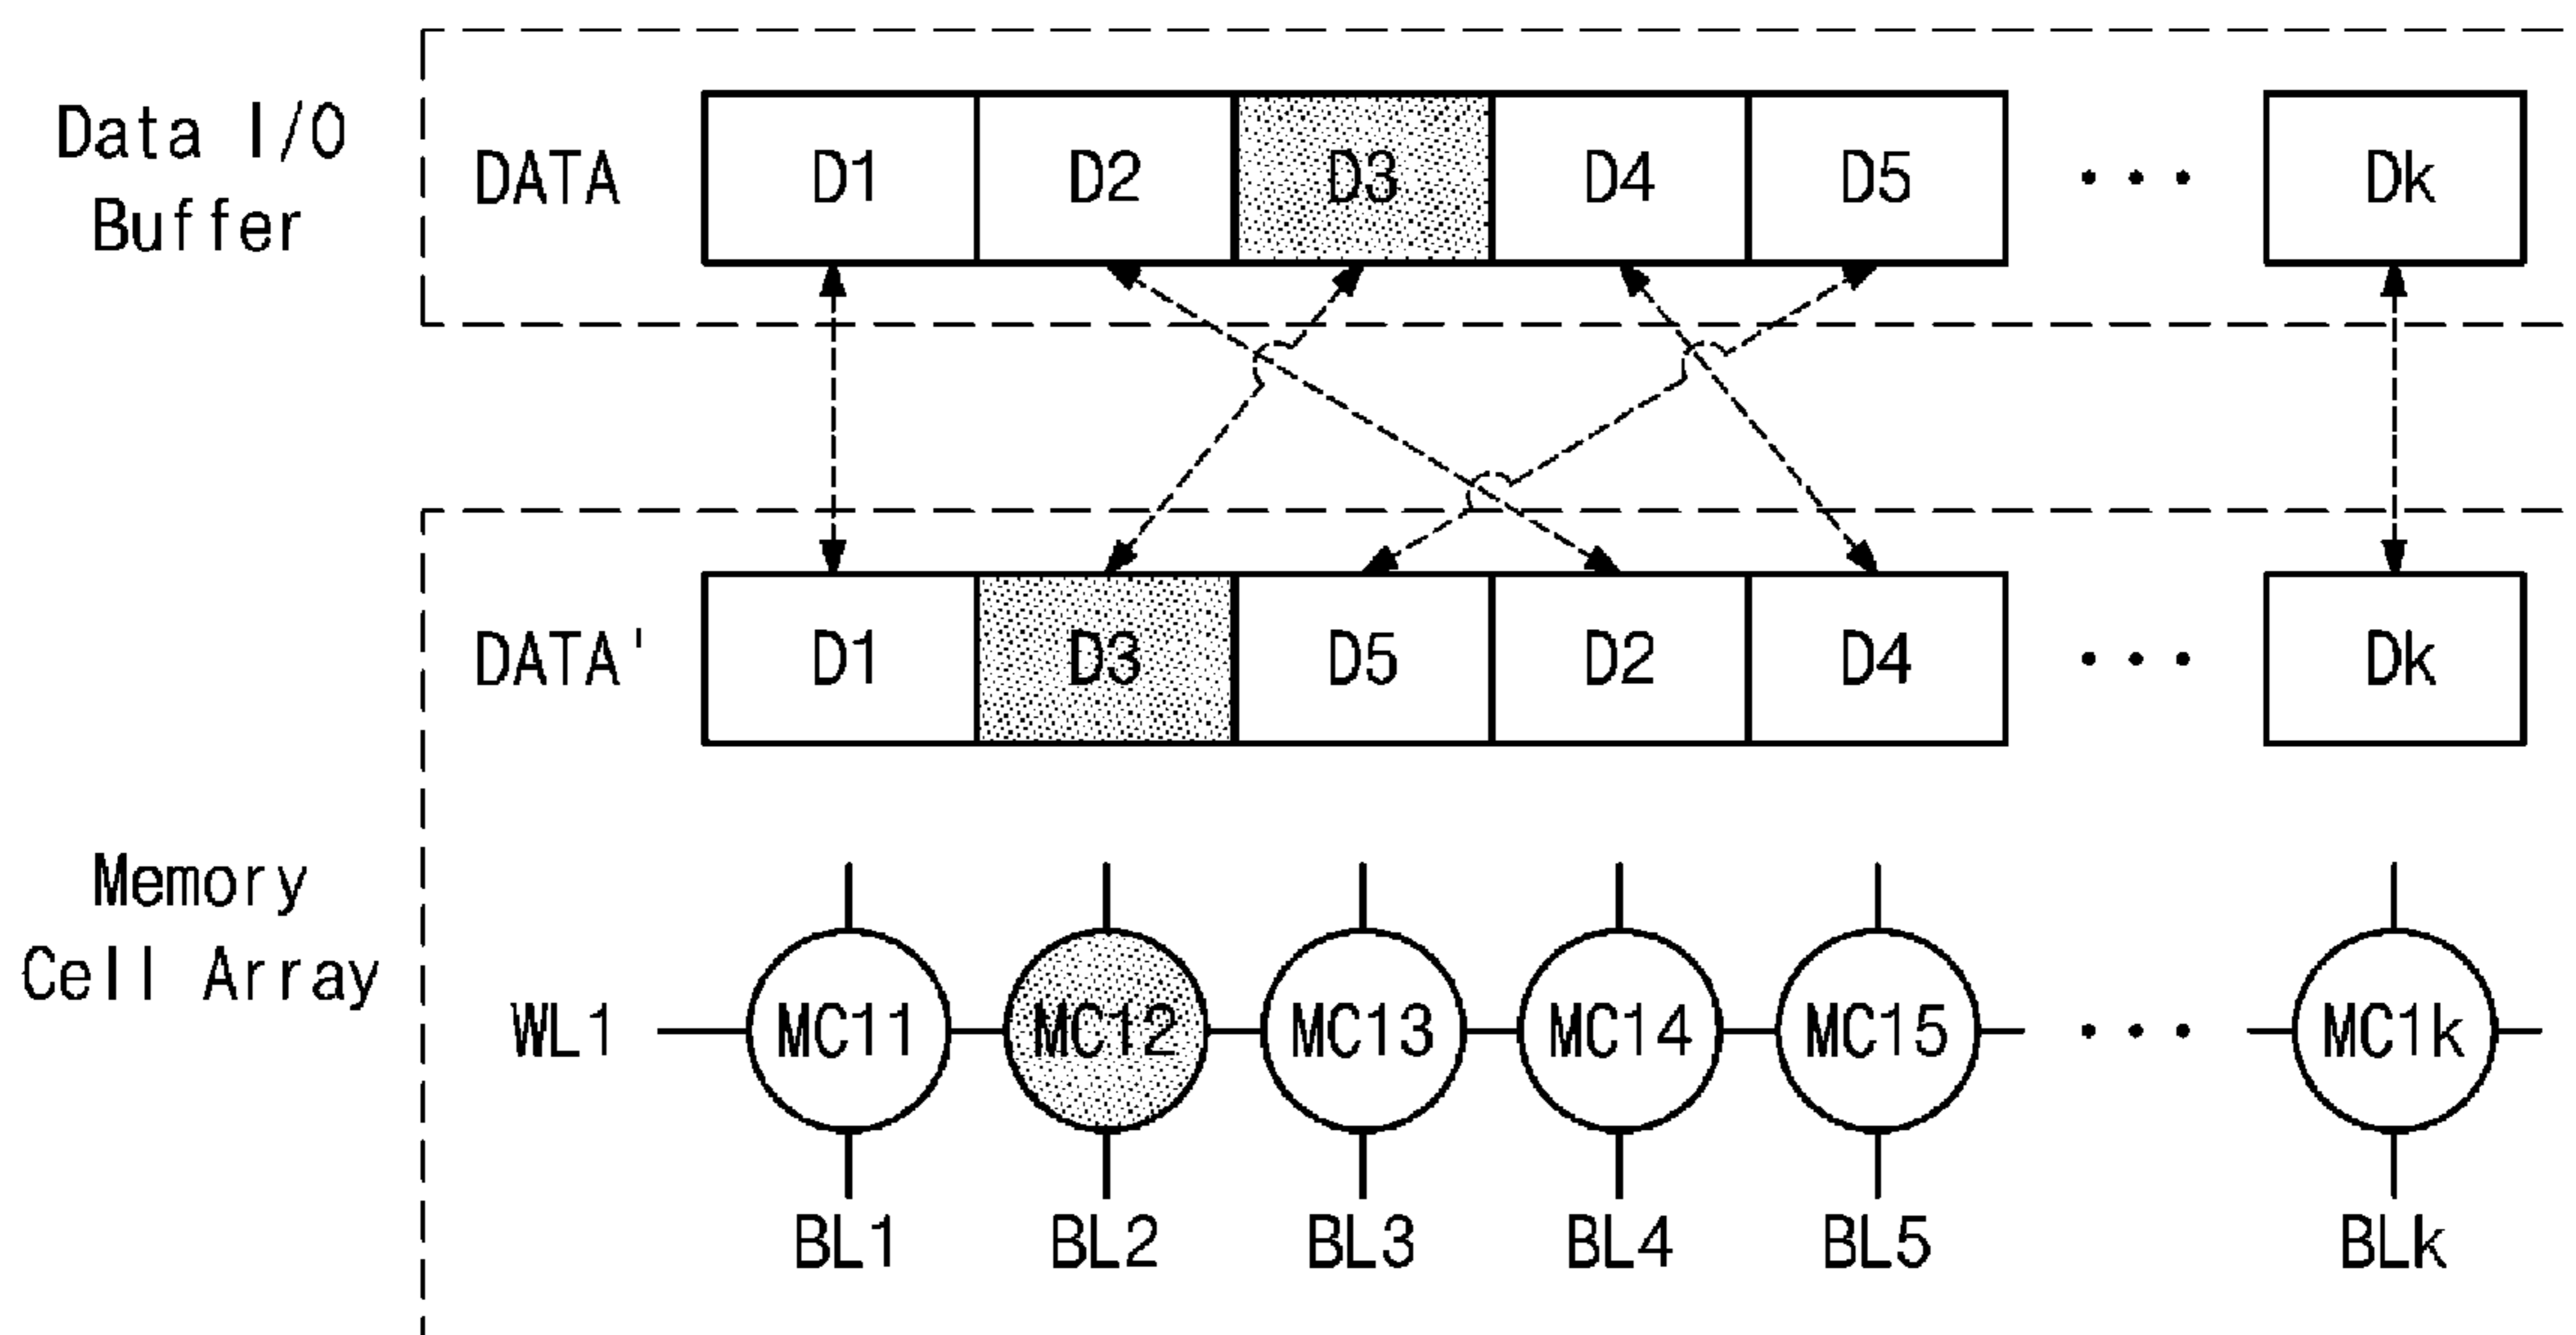 Data I/O
Buffer
DATA D1 D2 D3 D4 D5 ··· Dk
DATA' D1 D3 D5 D2 D4 ··· Dk
Memory
Cell Array
WL1 MC11 MC12 MC13 MC14 MC15 ··· MC1k
BL1 BL2 BL3 BL4 BL5 BLk